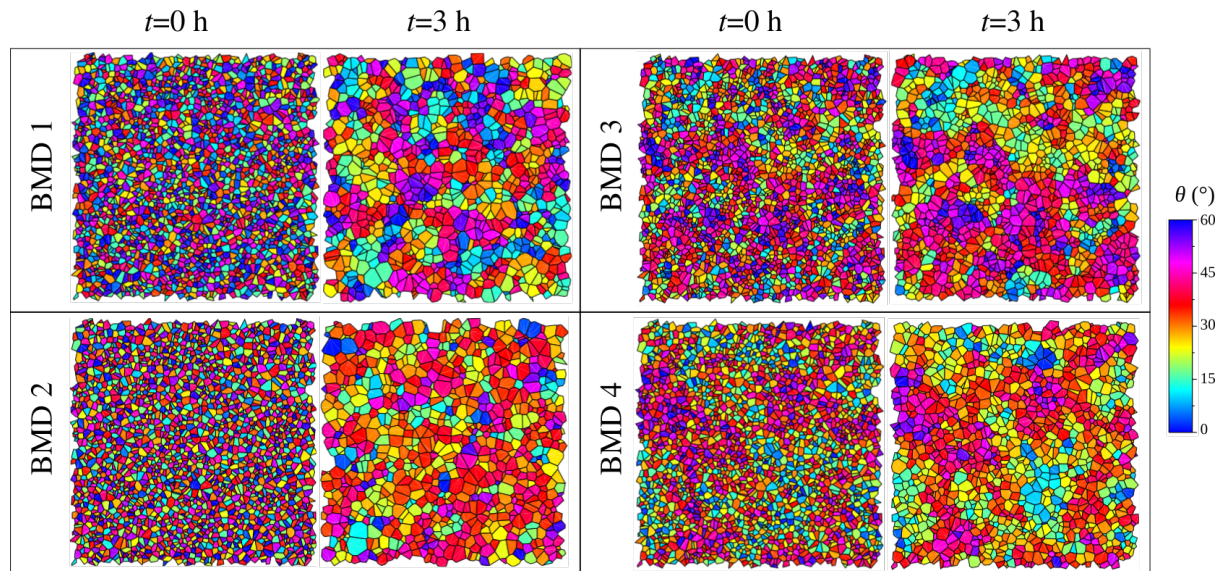 t=0 h
t=3 h
t=0 h
t=3 h
BMD 1
BMD 3
BMD 2
BMD 4
θ (°)
60
45
30
15
0